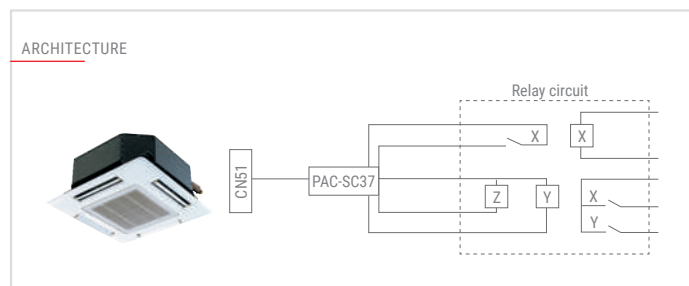 ARCHITECTURE
Relay circuit
X
X
CN51
PAC-SC37
Z
Y
X
Y